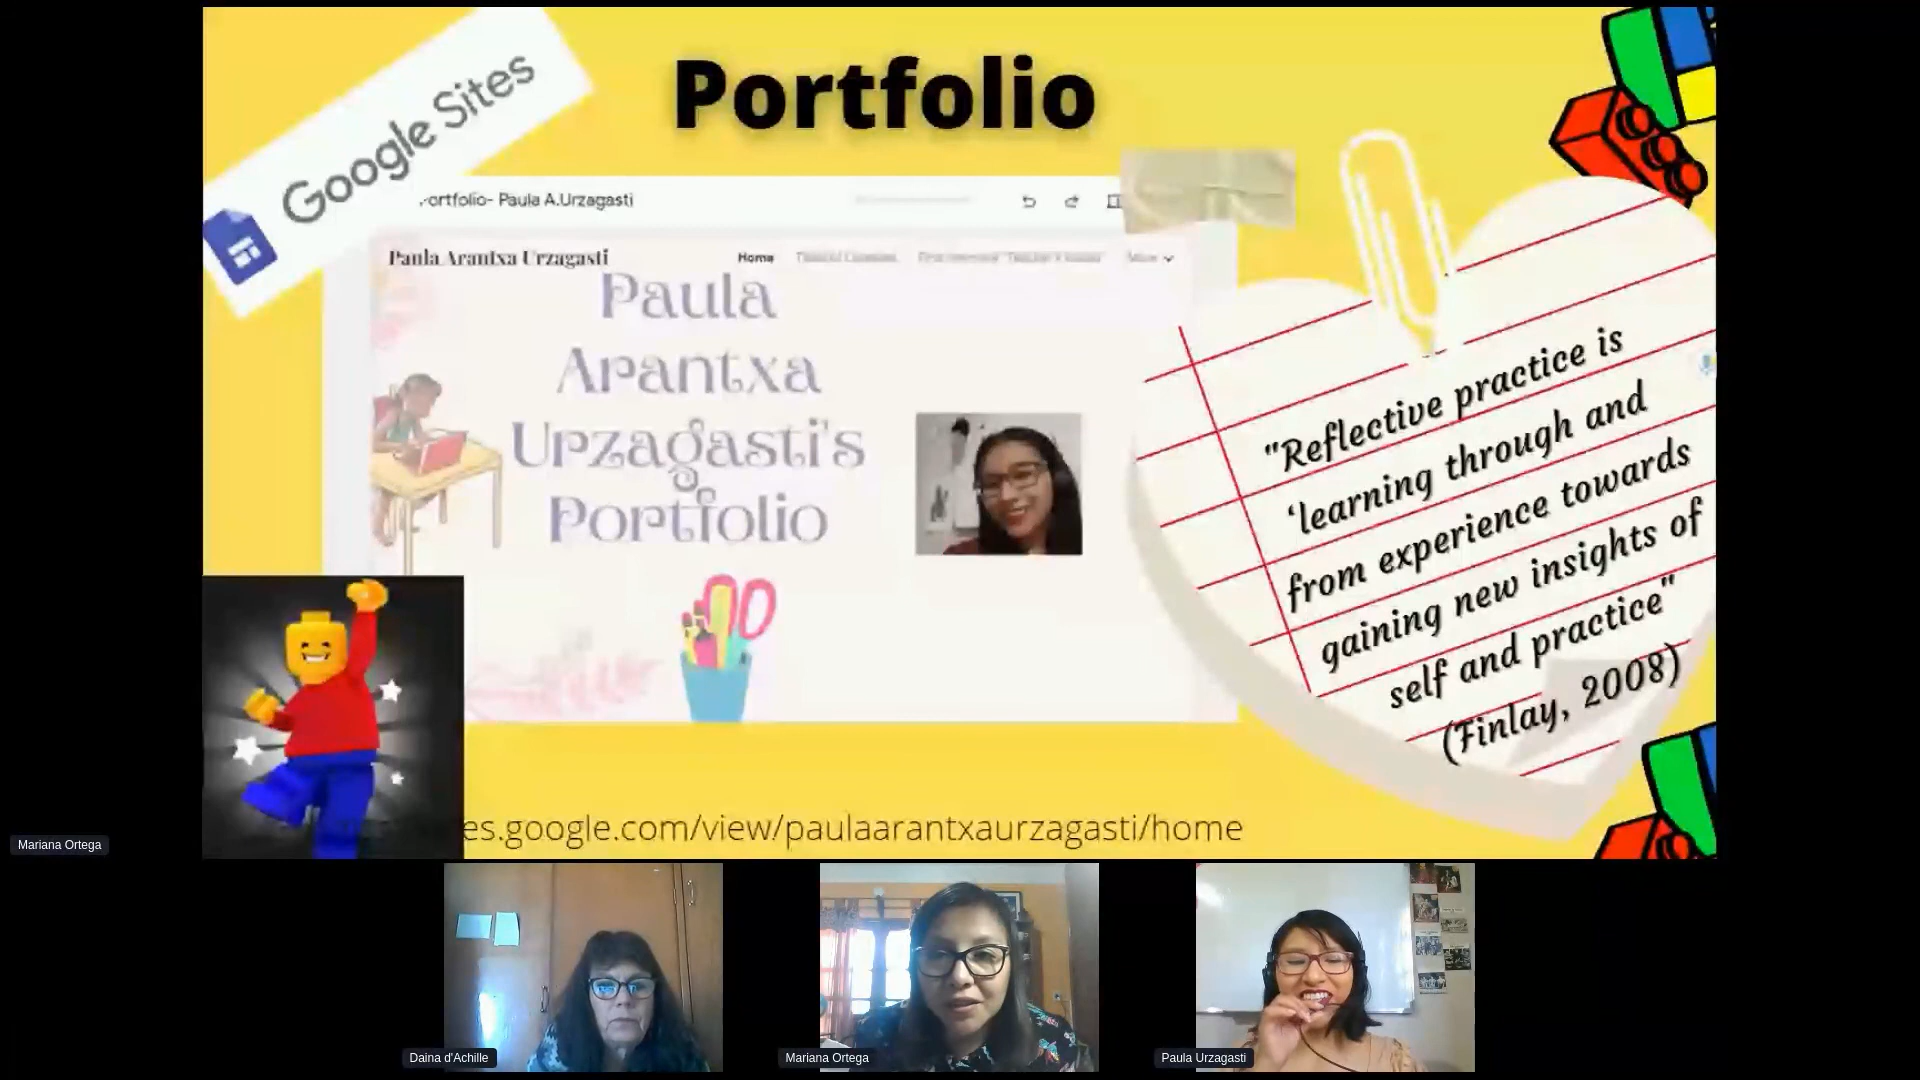 Google Sites
Portfolio
Portfolio- Paula A.Urzagasti
Paula Arantxa Urzagasti
Home
More
Paula
Arantxa
Urzagasti's
Portfolio
"Reflective practice is
‘learning through and
from experience towards
gaining new insights of
self and practice"
(Finlay, 2008)
es.google.com/view/paulaarantxaurzagasti/home
Mariana Ortega
Daina d'Achille
Mariana Ortega
Paula Urzagasti